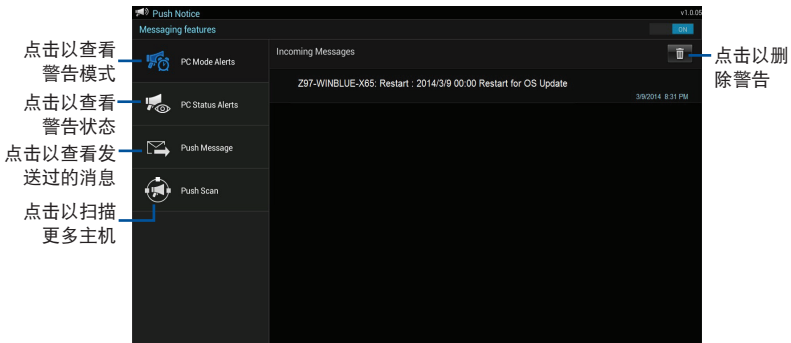 Push Notice
v1.0.05
Messaging features
ON
点击以查看
警告模式
PC Mode Alerts
Incoming Messages
点击以删
除警告
Z97-WINBLUE-X65: Restart : 2014/3/9 00:00 Restart for OS Update
3/9/2014 8:31 PM
点击以查看
警告状态
PC Status Alerts
点击以查看发
送过的消息
Push Message
点击以扫描
更多主机
Push Scan